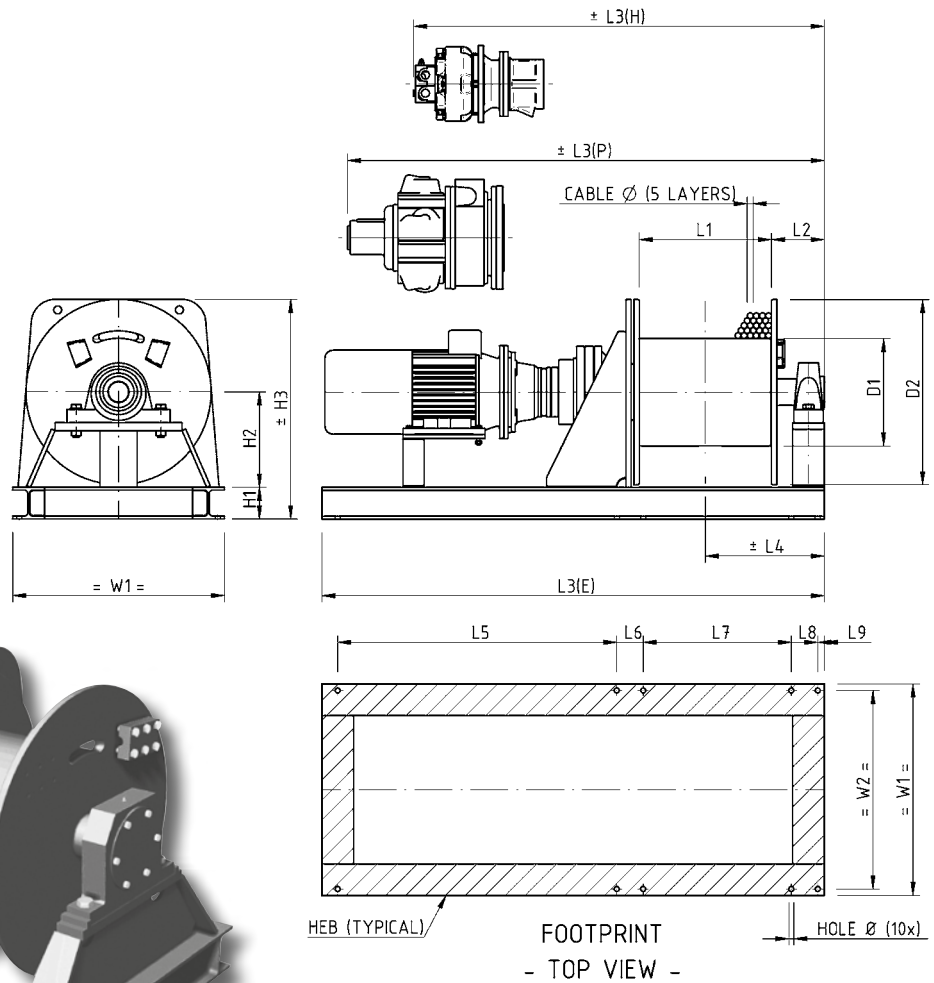 ± L3(H)
± L3(P)
CABLE Ø (5 LAYERS)
L1
L2
± H3
H2
H1
D1
D2
± L4
= W1 =
L3(E)
L5
L6
L7
L8
L9
= W2 =
= W1 =
HEB (TYPICAL)
HOLE Ø (10x)
FOOTPRINT
- TOP VIEW -